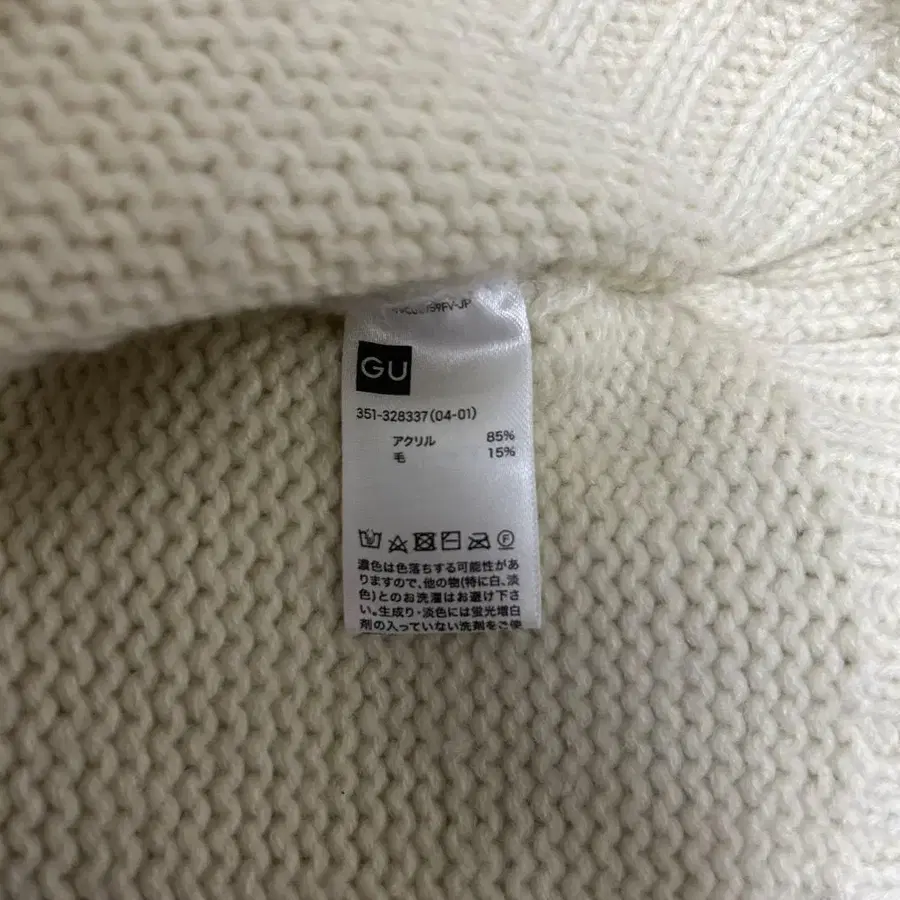 GU
351-328337(04-01)
アクリル 85%
毛 15%
F
濃色は色落ちする可能性があ
りますので、他の物(特に白、淡
色)とのお洗濯はお避け下さ
い。生成り・淡色には蛍光増白
剤の入っていない洗剤をご使